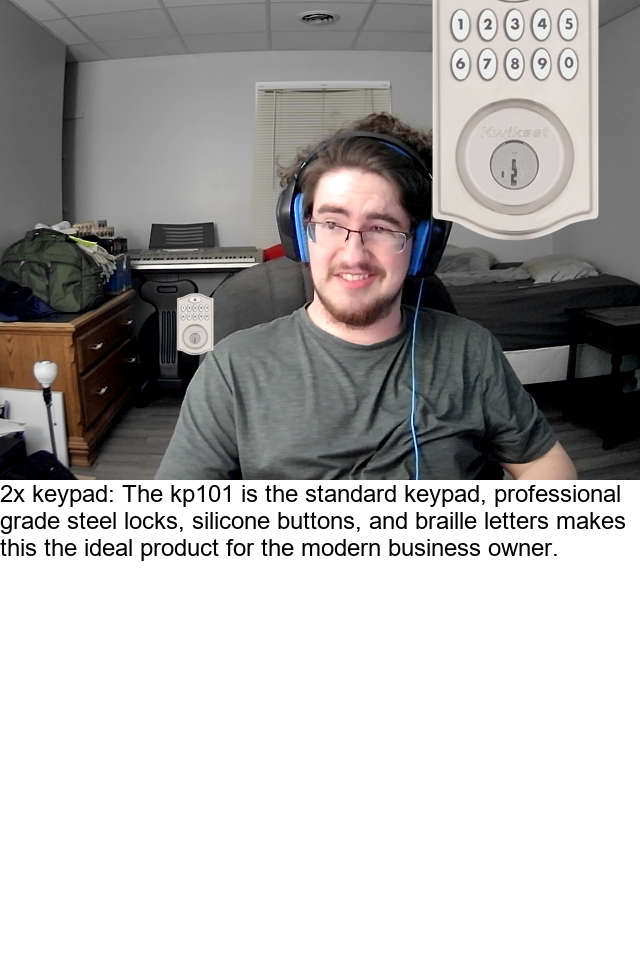 1 2 3 4 5
6 7 8 9 0
Kwikset
2x keypad: The kp101 is the standard keypad, professional
grade steel locks, silicone buttons, and braille letters makes
this the ideal product for the modern business owner.